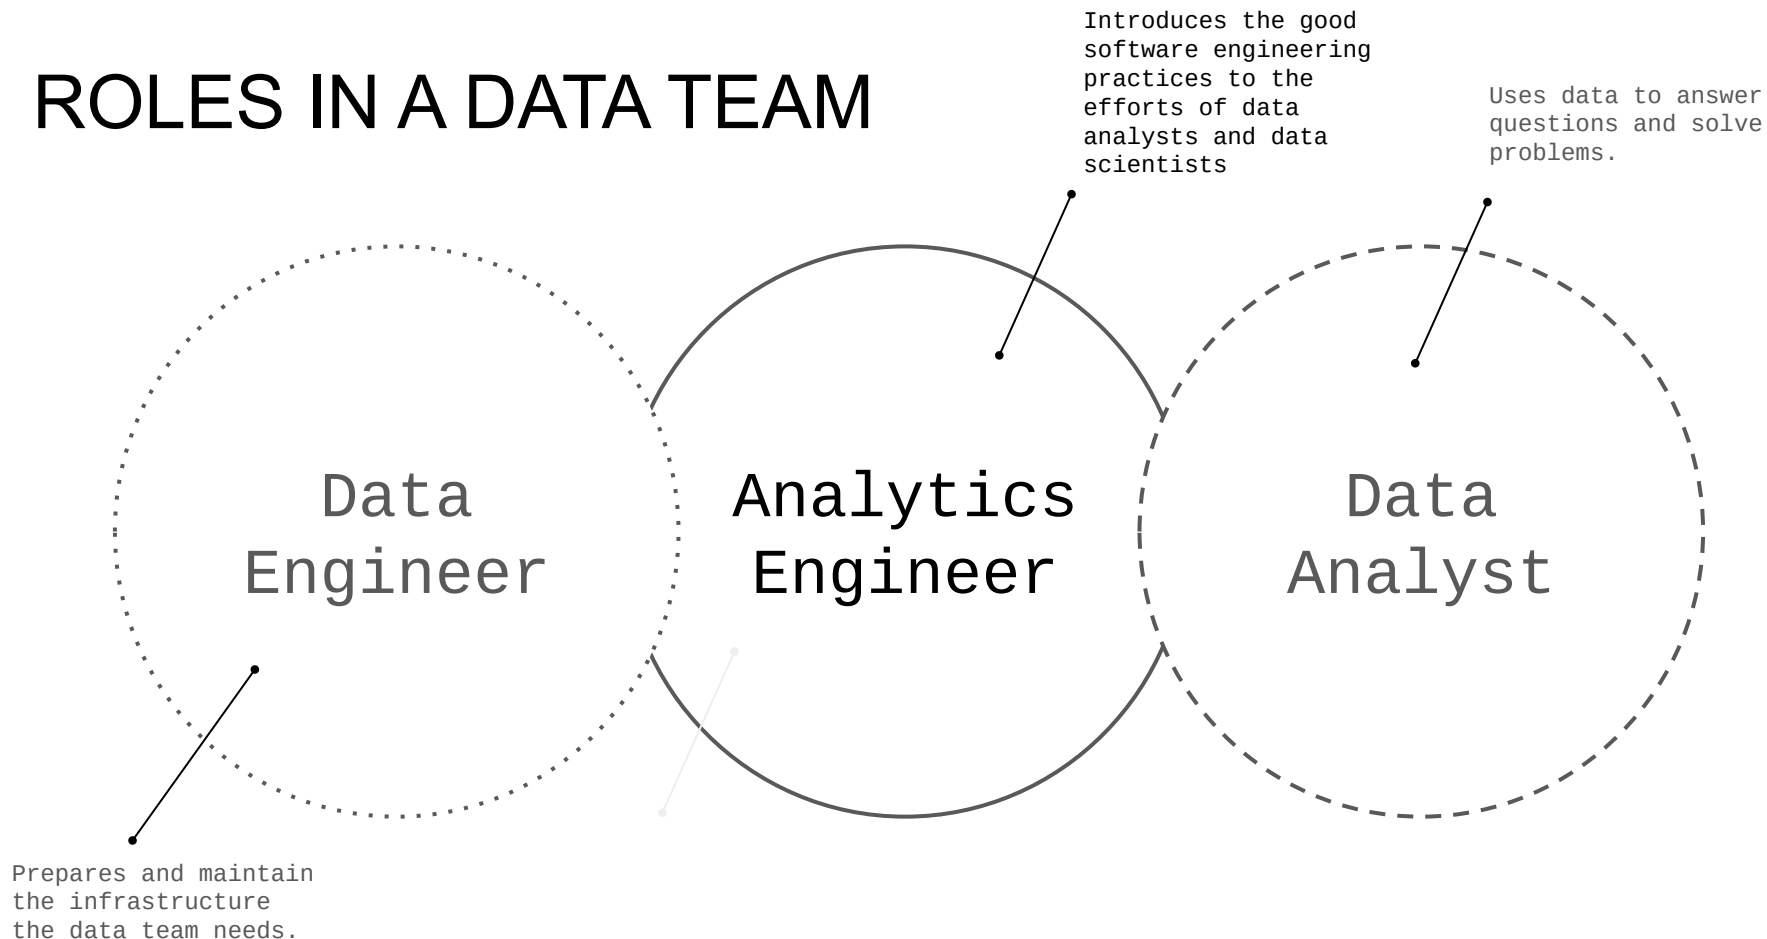 ROLES IN A DATA TEAM
Introduces the good
software engineering
practices to the
efforts of data
analysts and data
scientists
Uses data to answer
questions and solve
problems.
Data
Engineer
Analytics
Engineer
Data
Analyst
Prepares and maintain
the infrastructure
the data team needs.